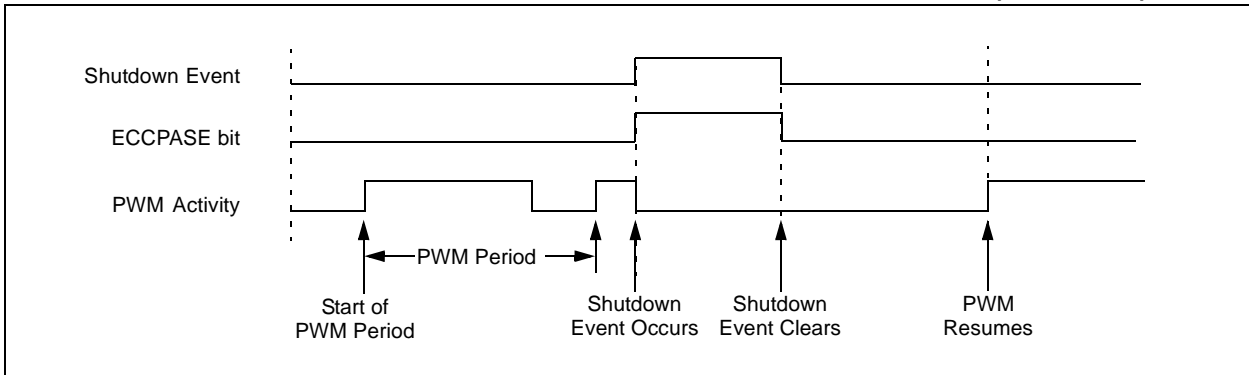 Shutdown Event
ECCPASE bit
PWM Activity
PWM Period
Start of
PWM Period
Shutdown
Event Occurs
Shutdown
Event Clears
PWM
Resumes